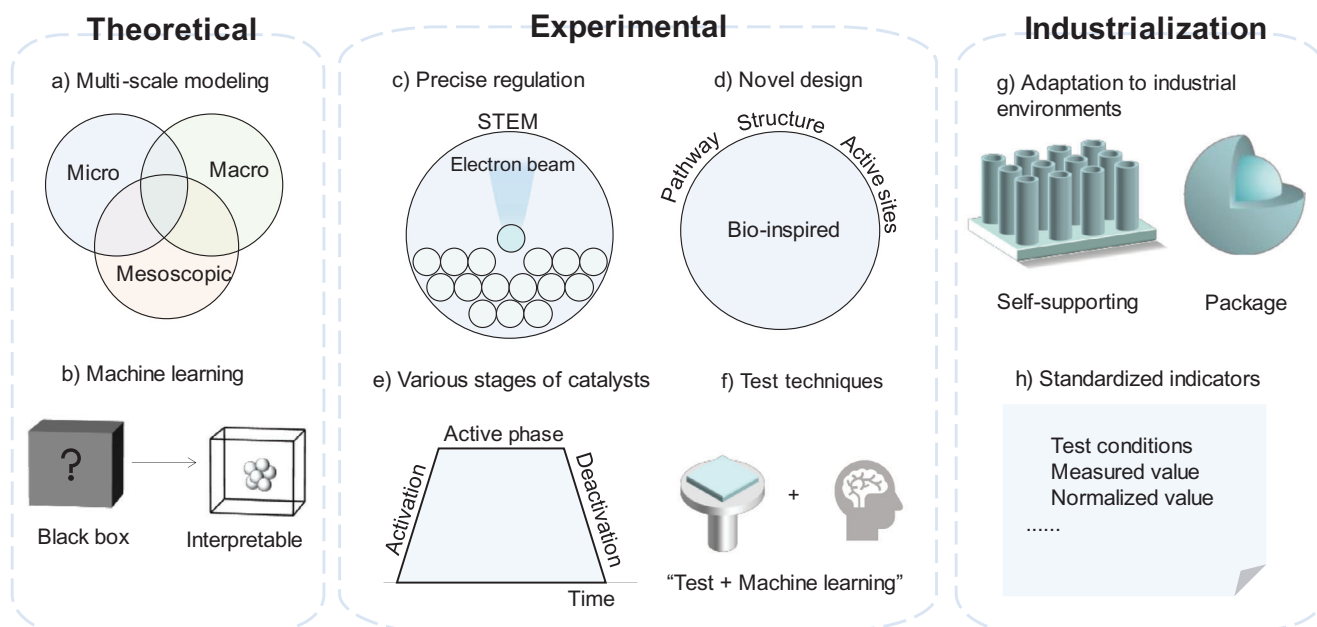 Theoretical
a) Multi-scale modeling
Micro
Macro
Mesoscopic
b) Machine learning
?
Black box
Interpretable
Experimental
c) Precise regulation
STEM
Electron beam
d) Novel design
Pathway
Structure
Active sites
Bio-inspired
e) Various stages of catalysts
Active phase
Activation
Deactivation
Time
f) Test techniques
+
“Test + Machine learning”
Industrialization
g) Adaptation to industrial
environments
Self-supporting
Package
h) Standardized indicators
Test conditions
Measured value
Normalized value
......